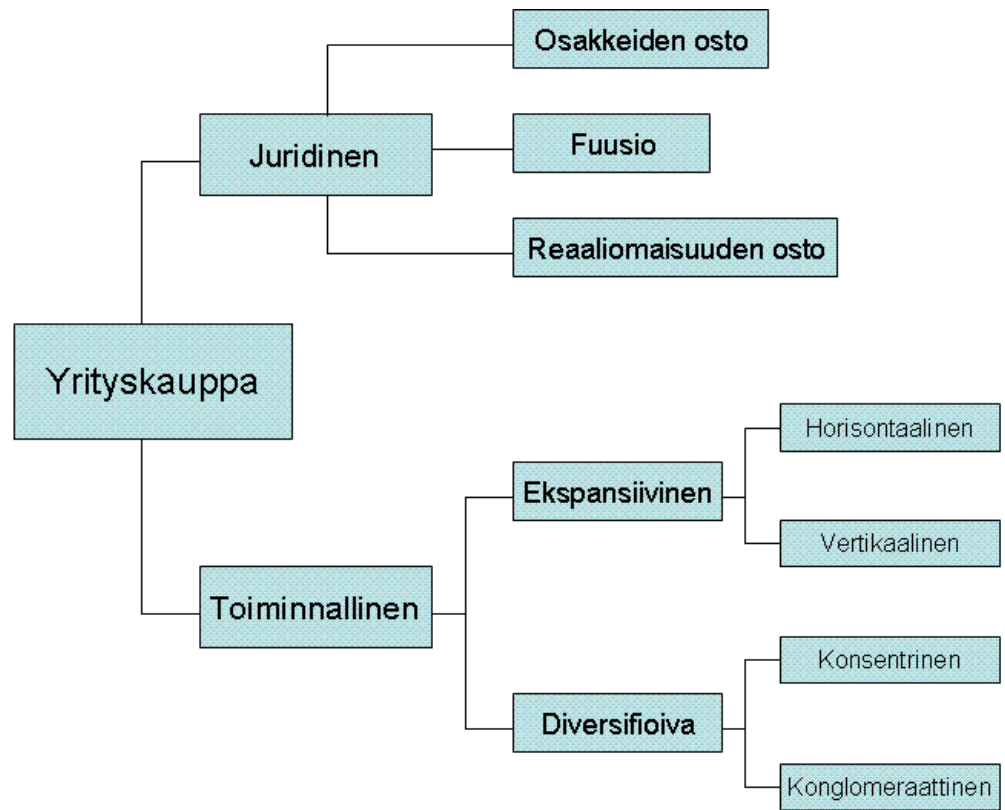 Osakkeiden osto
Juridinen
Fuusio
Reaaliomaisuuden osto
Yrityskauppa
Horisontaalinen
Ekspansiivinen
Vertikaalinen
Toiminnallinen
Konsentrinen
Diversifioiva
Konglomeraattinen